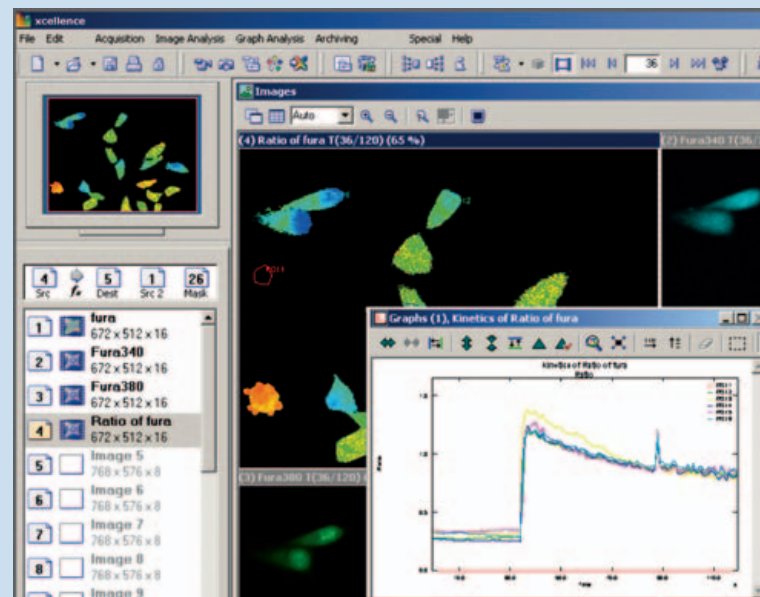 xcellence
File Edit Acquisition Image Analysis Graph Analysis Archiving Special Help
36
Images
Auto
(4) Ratio of fura T(36/120) (65 %)
(2) Fura340 T(36/
4 5 1 26
Src Dest Src 2 Mask
1 fura
672 x 512 x 16
2 Fura340
672 x 512 x 16
3 Fura380
672 x 512 x 16
4 Ratio of fura
672 x 512 x 16
5 Image 5
768 x 576 x 8
6 Image 6
768 x 576 x 8
7 Image 7
768 x 576 x 8
8 Image 8
768 x 576 x 8
Image 9
(3) Fura380 T(36/120)
Graphs (1), Kinetics of Ratio of fura
Kinetics of Ratio of fura
Ratio